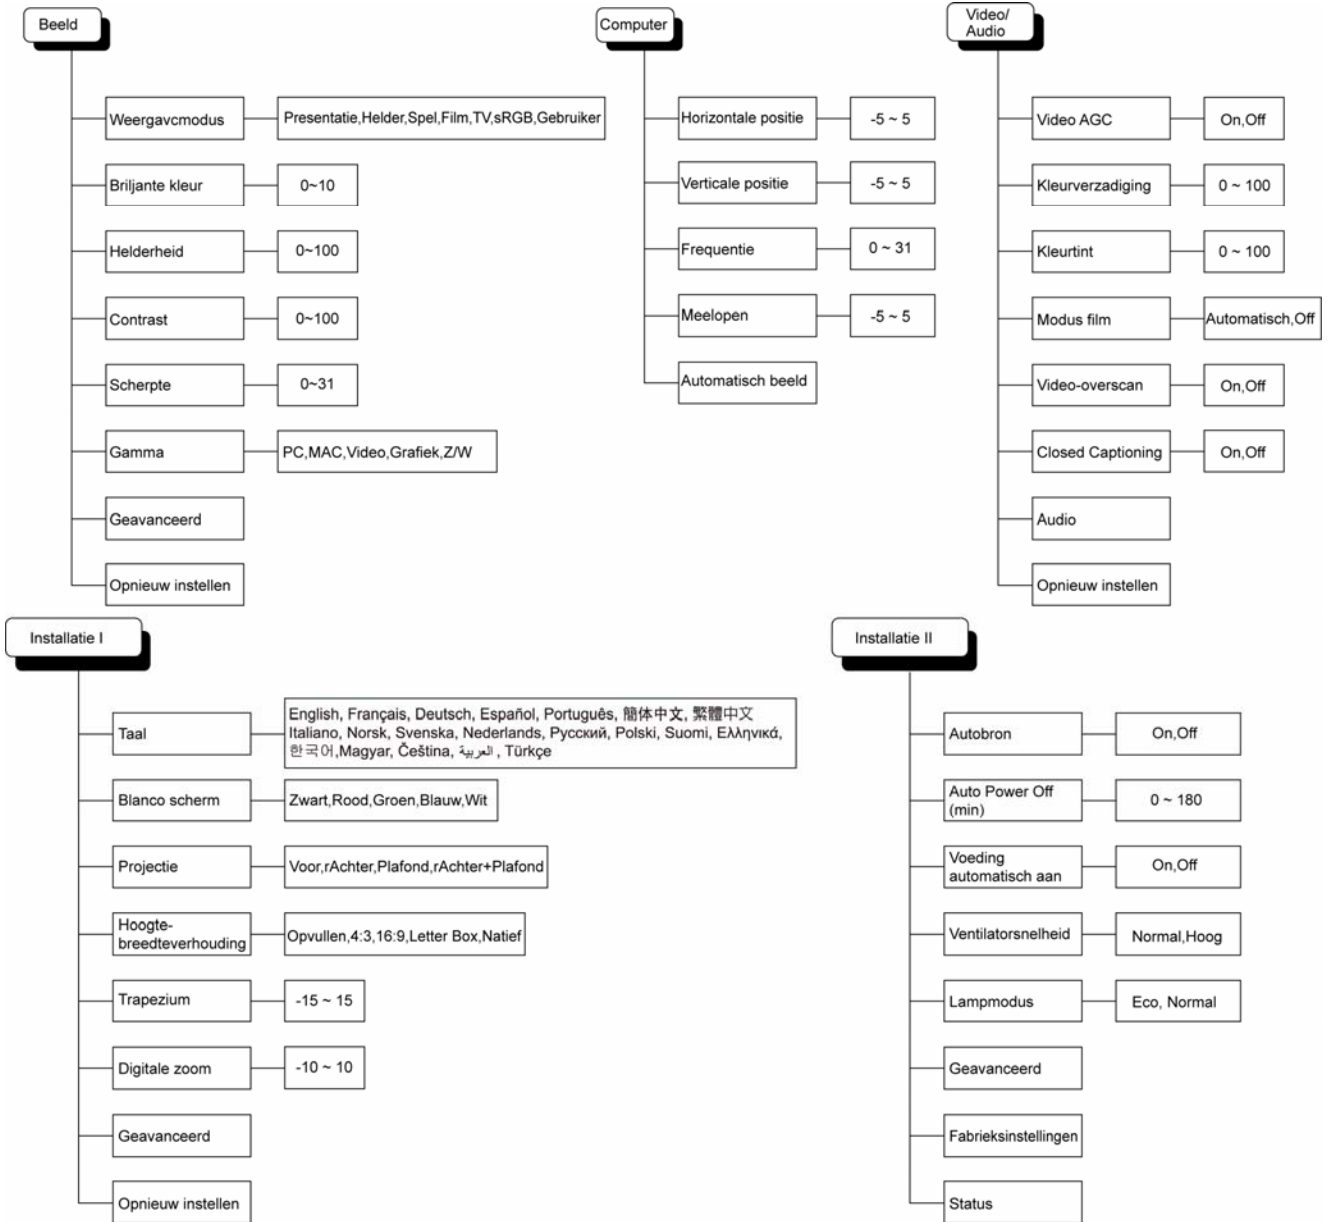 Beeld
Weergavcmodus
Presentatie,Helder,Spel,Film,TV,sRGB,Gebruiker
Briljante kleur
0~10
Helderheid
0~100
Contrast
0~100
Scherpte
0~31
Gamma
PC,MAC,Video,Grafiek,Z/W
Geavanceerd
Opnieuw instellen
Computer
Horizontale positie
-5 ~ 5
Verticale positie
-5 ~ 5
Frequentie
0 ~ 31
Meelopen
-5 ~ 5
Automatisch beeld
Video/
Audio
Video AGC
On,Off
Kleurverzadiging
0 ~ 100
Kleurtint
0 ~ 100
Modus film
Automatisch,Off
Video-overscan
On,Off
Closed Captioning
On,Off
Audio
Opnieuw instellen
Installatie I
Taal
English, Français, Deutsch, Español, Português, 簡体中文, 繁體中文
Italiano, Norsk, Svenska, Nederlands, Русский, Polski, Suomi, Ελληνικά,
한국어,Magyar, Čeština, العربية , Türkçe
Blanco scherm
Zwart,Rood,Groen,Blauw,Wit
Projectie
Voor,rAchter,Plafond,rAchter+Plafond
Hoogte-
breedteverhouding
Opvullen,4:3,16:9,Letter Box,Natief
Trapezium
-15 ~ 15
Digitale zoom
-10 ~ 10
Geavanceerd
Opnieuw instellen
Installatie II
Autobron
On,Off
Auto Power Off
(min)
0 ~ 180
Voeding
automatisch aan
On,Off
Ventilatorsnelheid
Normal,Hoog
Lampmodus
Eco, Normal
Geavanceerd
Fabrieksinstellingen
Status